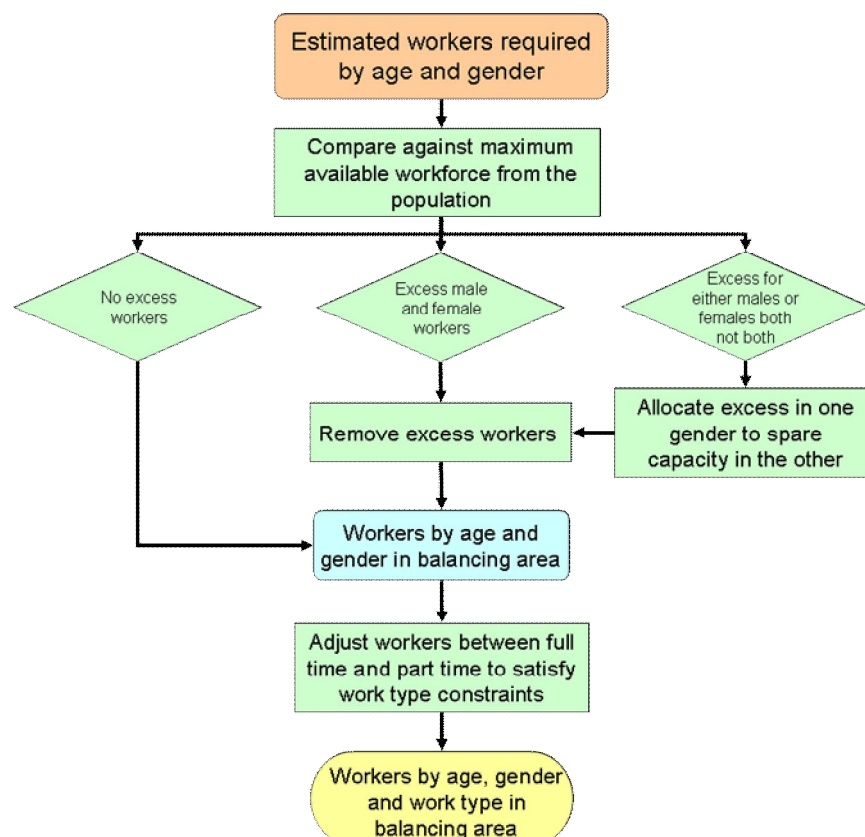 Estimated workers required
by age and gender
Compare against maximum
available workforce from the
population
No excess
workers
Excess male
and female
workers
Excess for
either males or
females both
not both
Remove excess workers
Allocate excess in one
gender to spare
capacity in the other
Workers by age and
gender in balancing area
Adjust workers between full
time and part time to satisfy
work type constraints
Workers by age, gender
and work type in
balancing area